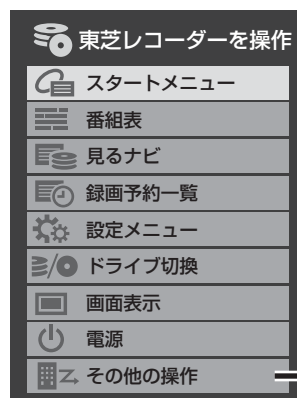 東芝レコーダーを操作
スタートメニュー
番組表
見るナビ
録画予約一覧
設定メニュー
ドライブ切換
画面表示
電源
その他の操作